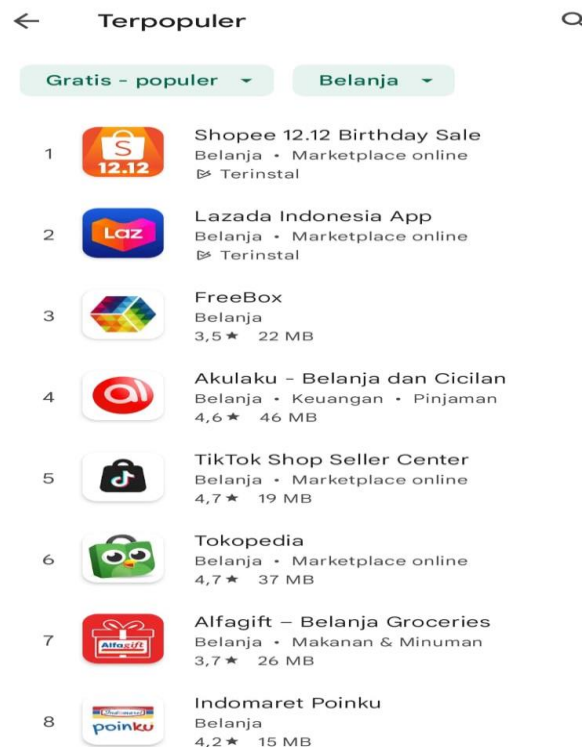 Terpopuler
Gratis - populer
Belanja
1
S
12.12
Shopee 12.12 Birthday Sale
Belanja • Marketplace online
Terinstal
2
Laz
Lazada Indonesia App
Belanja • Marketplace online
Terinstal
3
FreeBox
Belanja
3,5★ 22 MB
4
Akulaku - Belanja dan Cicilan
Belanja • Keuangan • Pinjaman
4,6★ 46 MB
5
TikTok Shop Seller Center
Belanja • Marketplace online
4,7★ 19 MB
6
Tokopedia
Belanja • Marketplace online
4,7★ 37 MB
7
Alfagift
Alfagift – Belanja Groceries
Belanja • Makanan & Minuman
3,7★ 26 MB
8
Indomaret
poinku
Indomaret Poinku
Belanja
4,2★ 15 MB